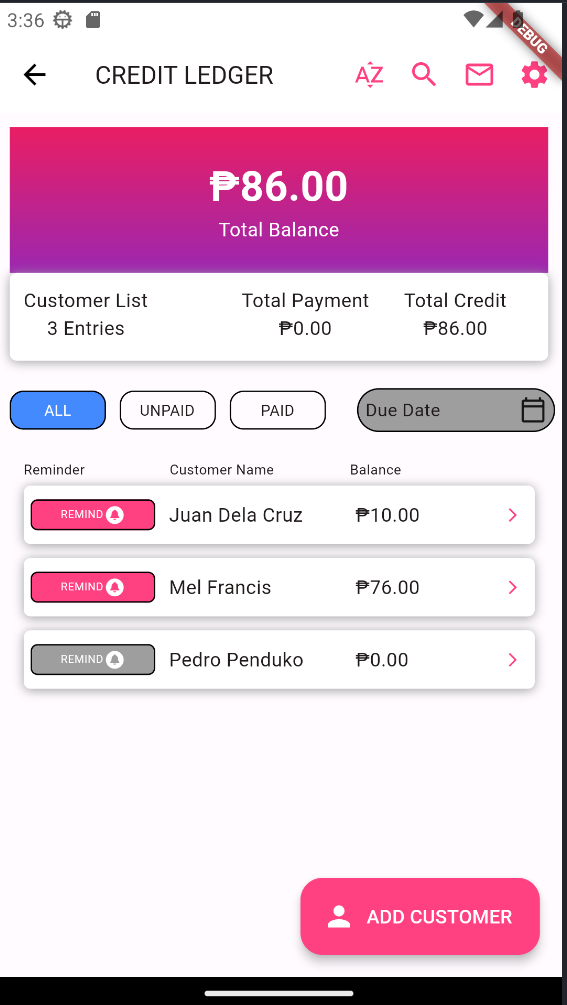 3:36
DEBUG
CREDIT LEDGER
AZ
₱86.00
Total Balance
Customer List Total Payment Total Credit
3 Entries ₱0.00 ₱86.00
ALL UNPAID PAID Due Date
Reminder Customer Name Balance
REMIND Juan Dela Cruz ₱10.00
REMIND Mel Francis ₱76.00
REMIND Pedro Penduko ₱0.00
ADD CUSTOMER